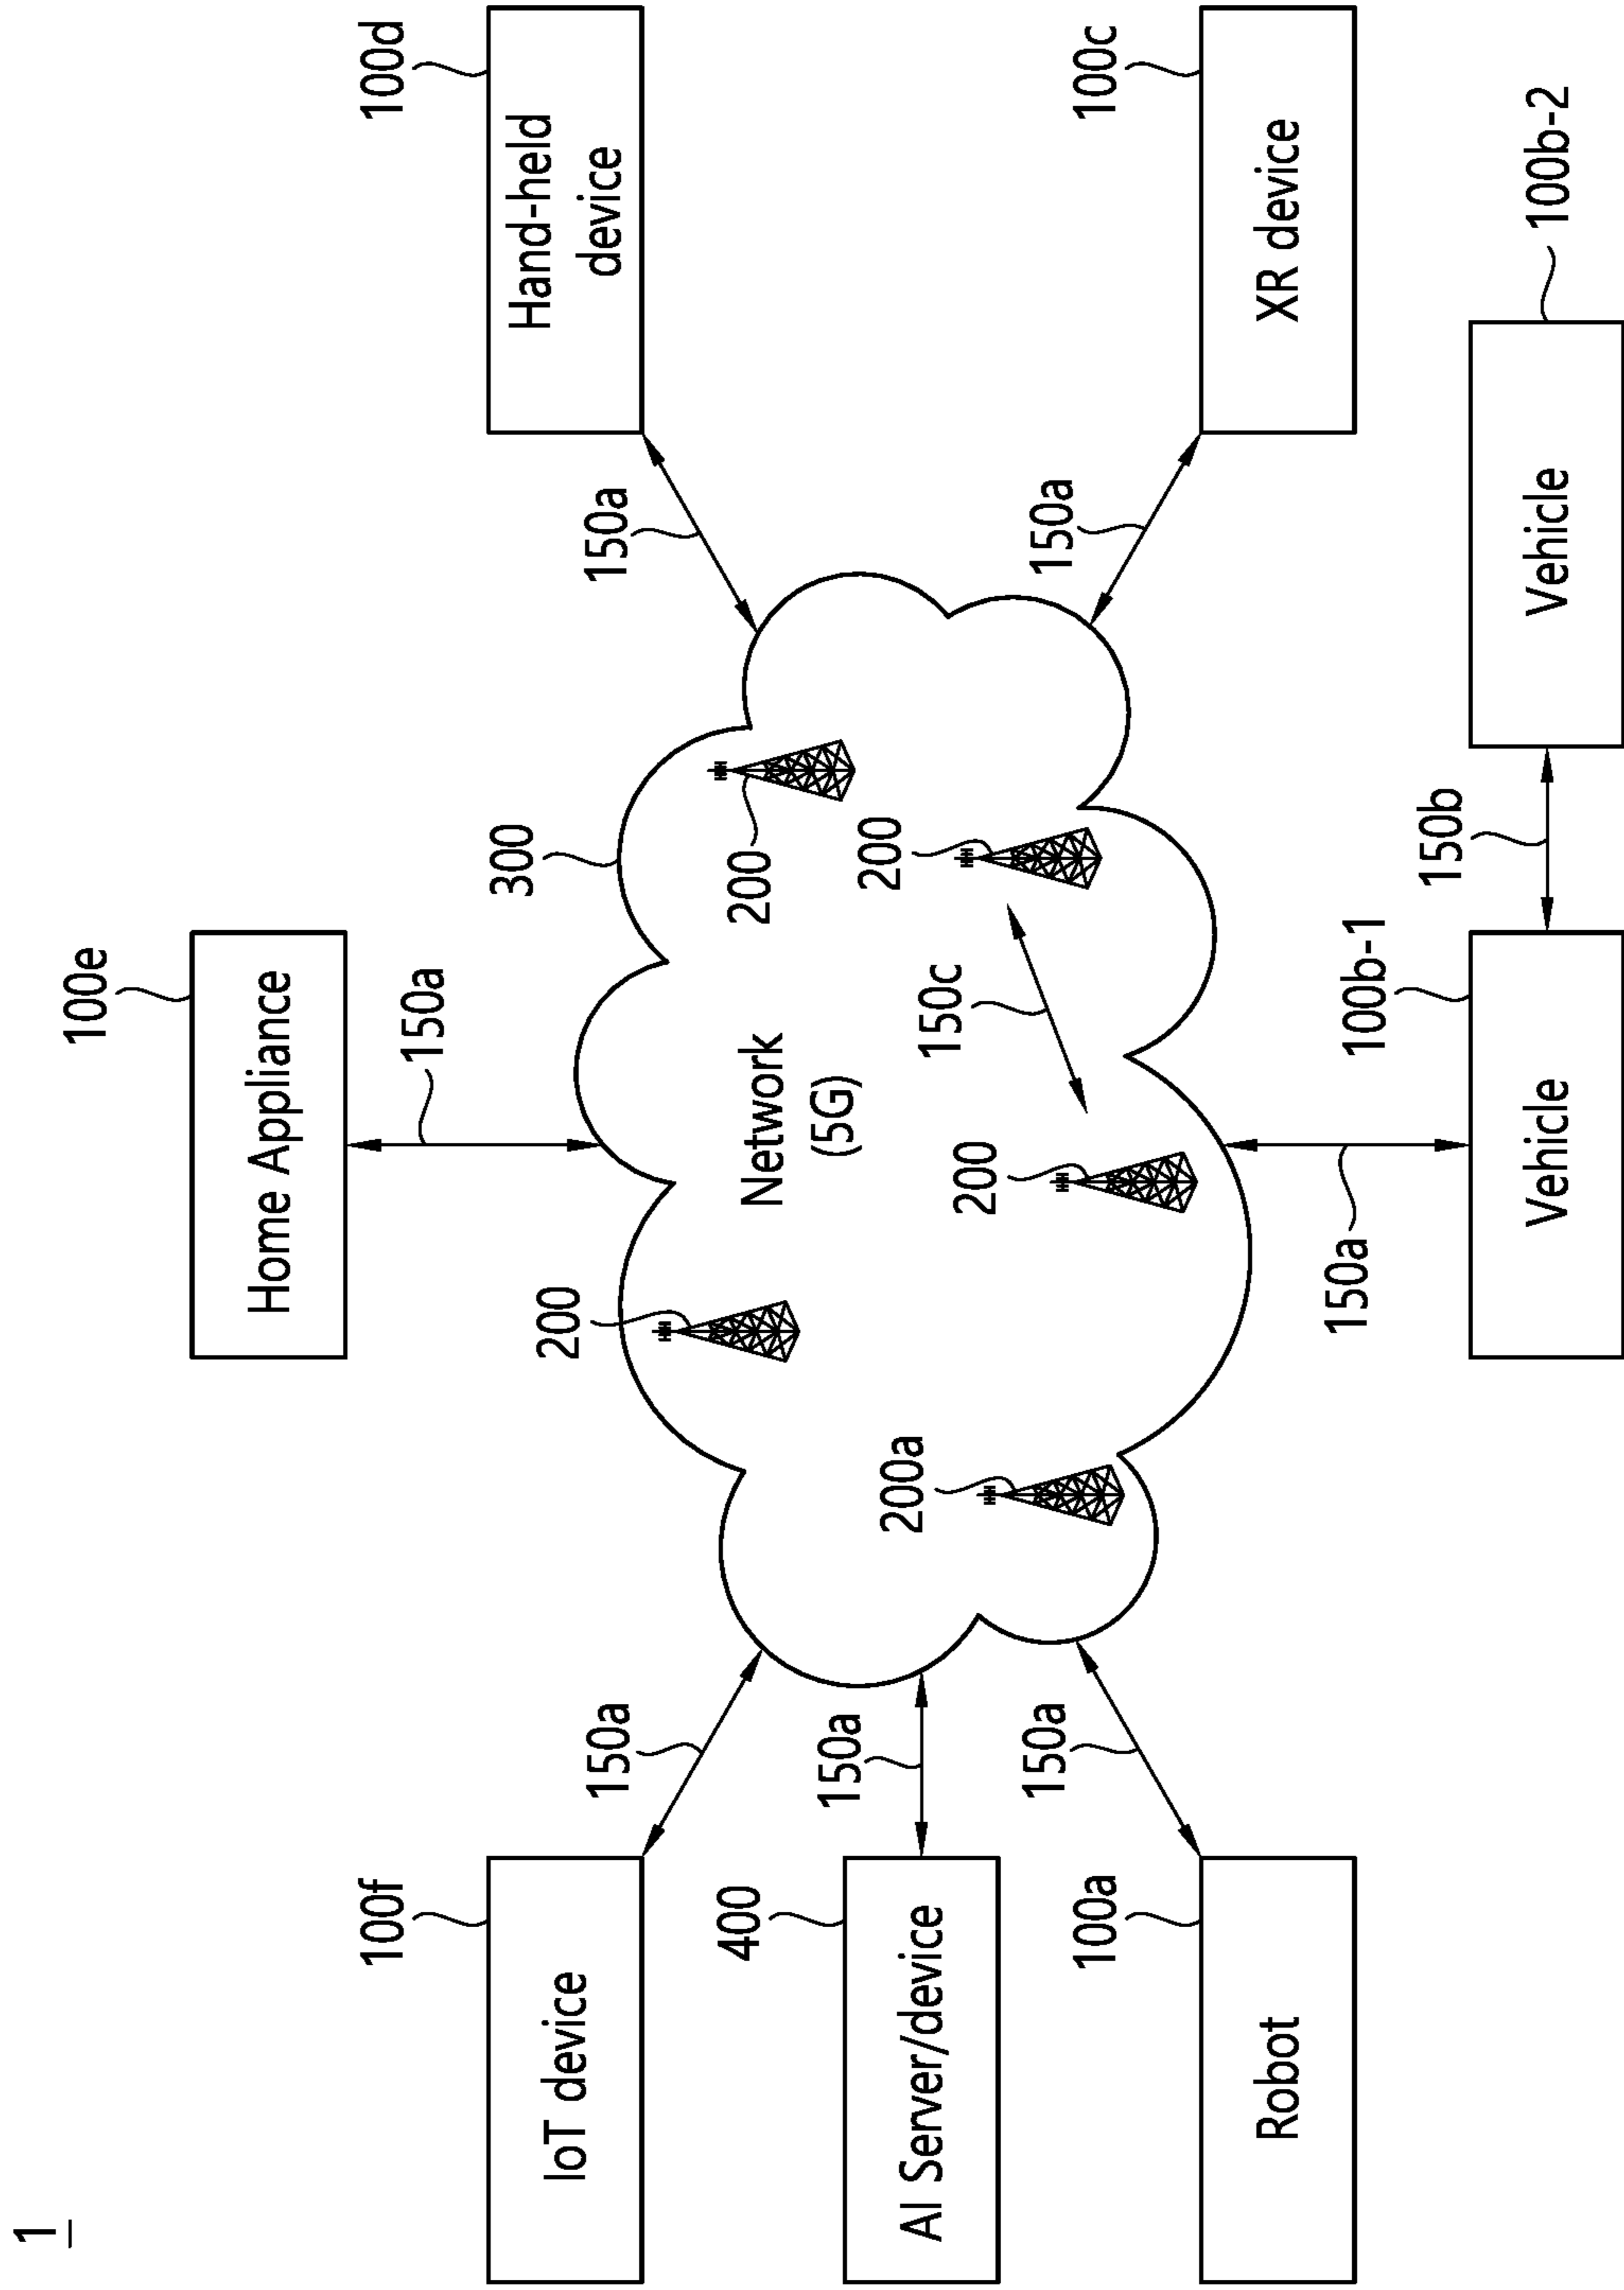 1
100e
Home Appliance
150a
100f
IoT device
150a
300
100d
Hand-held
device
150a
200
Network
(5G)
200
400
AI Server/device
150a
200a
200
150c
200
100a
Robot
150a
150a
100c
XR device
150a
100b-1
Vehicle
150b
100b-2
Vehicle